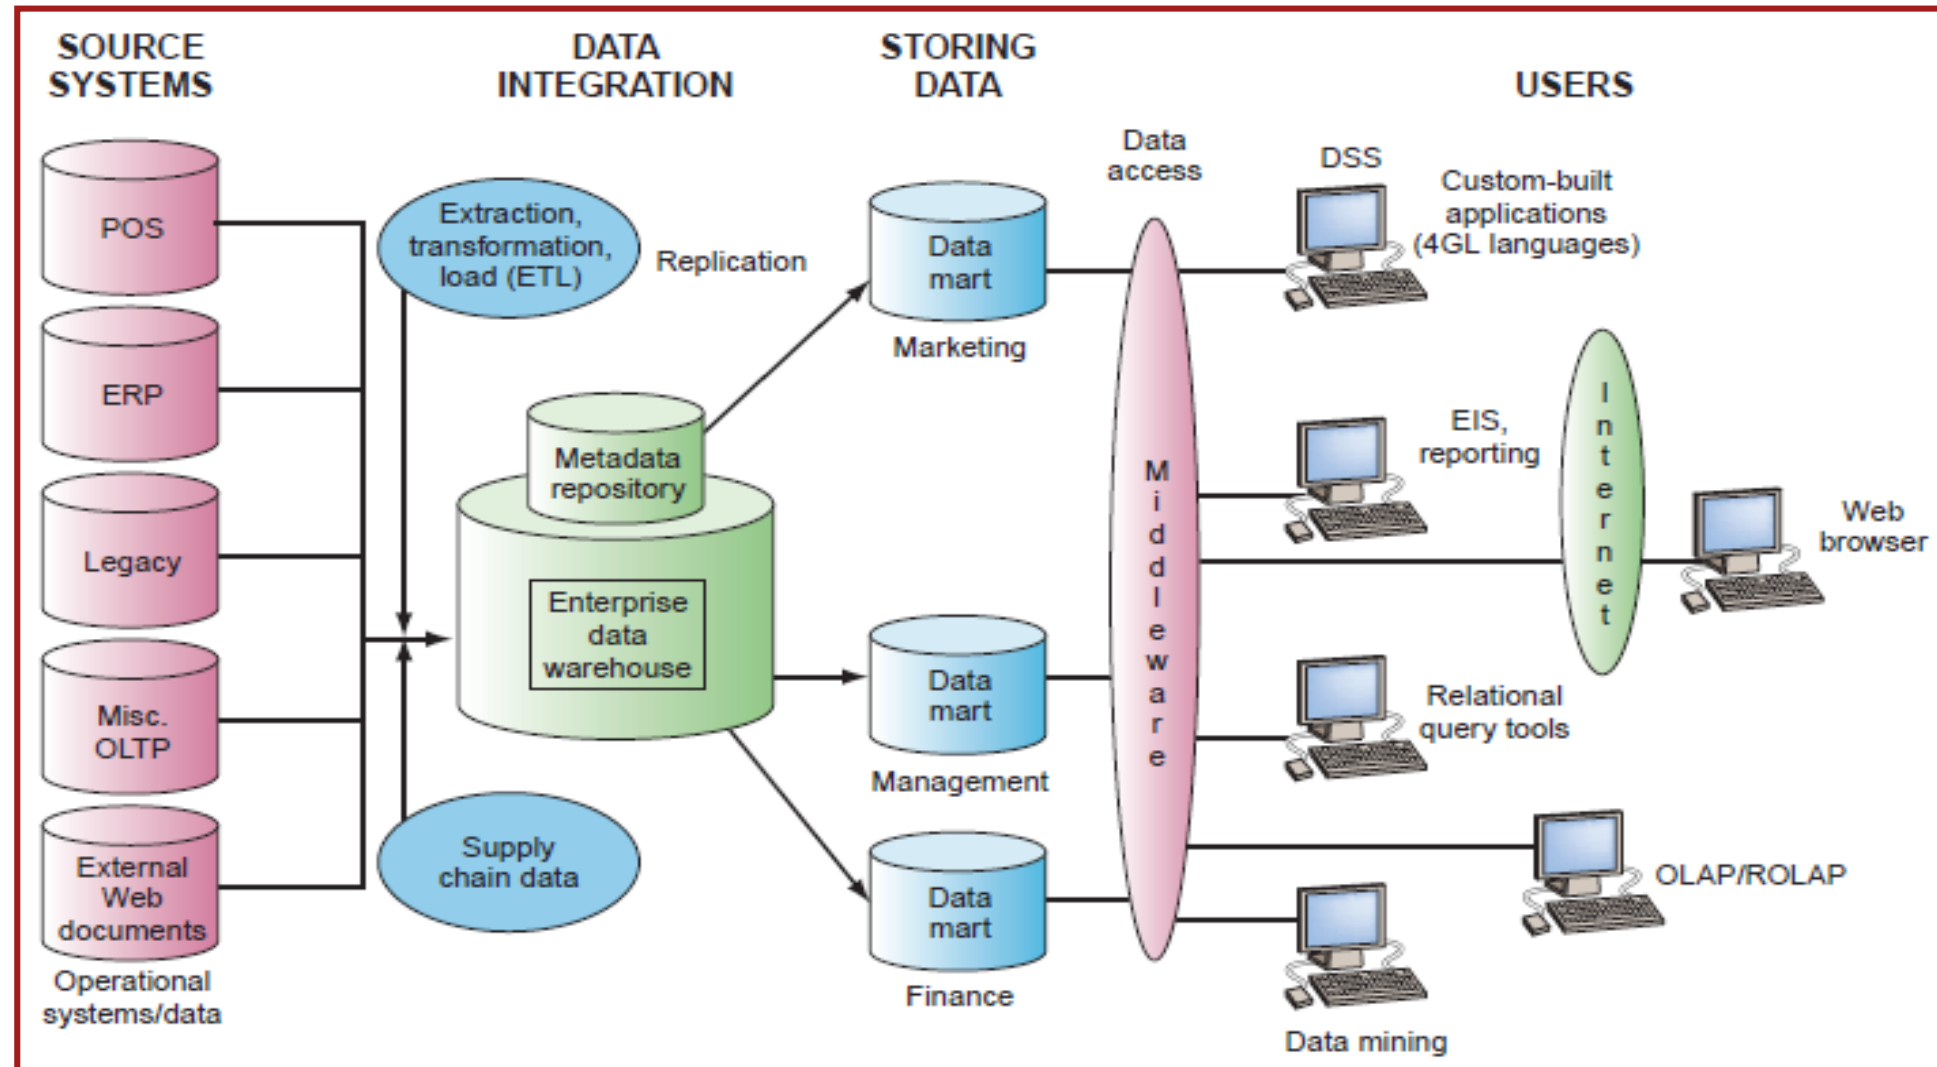 SOURCE
SYSTEMS
DATA
INTEGRATION
STORING
DATA
USERS
POS
ERP
Legacy
Misc.
OLTP
External
Web
documents
Operational
systems/data
Extraction,
transformation,
load (ETL)
Replication
Metadata
repository
Enterprise
data
warehouse
Supply
chain data
Data
mart
Marketing
Data
mart
Management
Data
mart
Finance
Data
access
Middleware
DSS
Custom-built
applications
(4GL languages)
EIS,
reporting
Internet
Web
browser
Relational
query tools
OLAP/ROLAP
Data mining